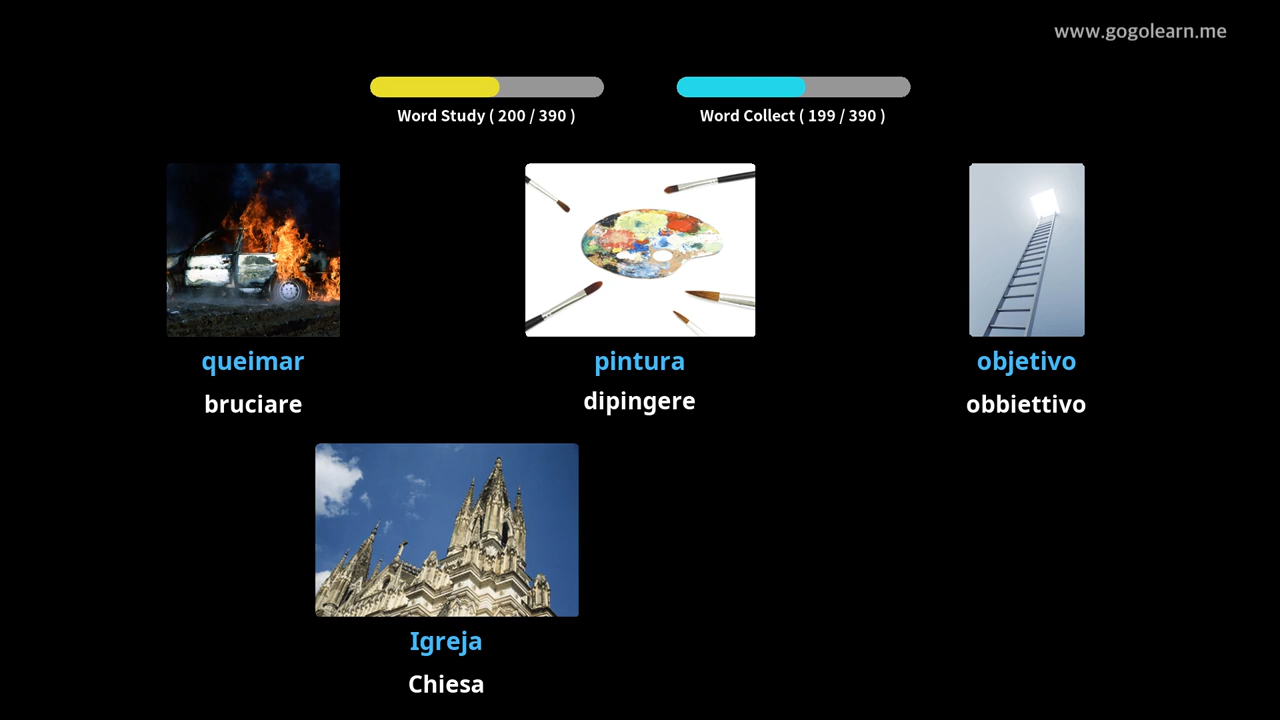 www.gogolearn.me
Word Study ( 200 / 390 )
Word Collect ( 199 / 390 )
queimar
bruciare
pintura
dipingere
objetivo
obbiettivo
Igreja
Chiesa